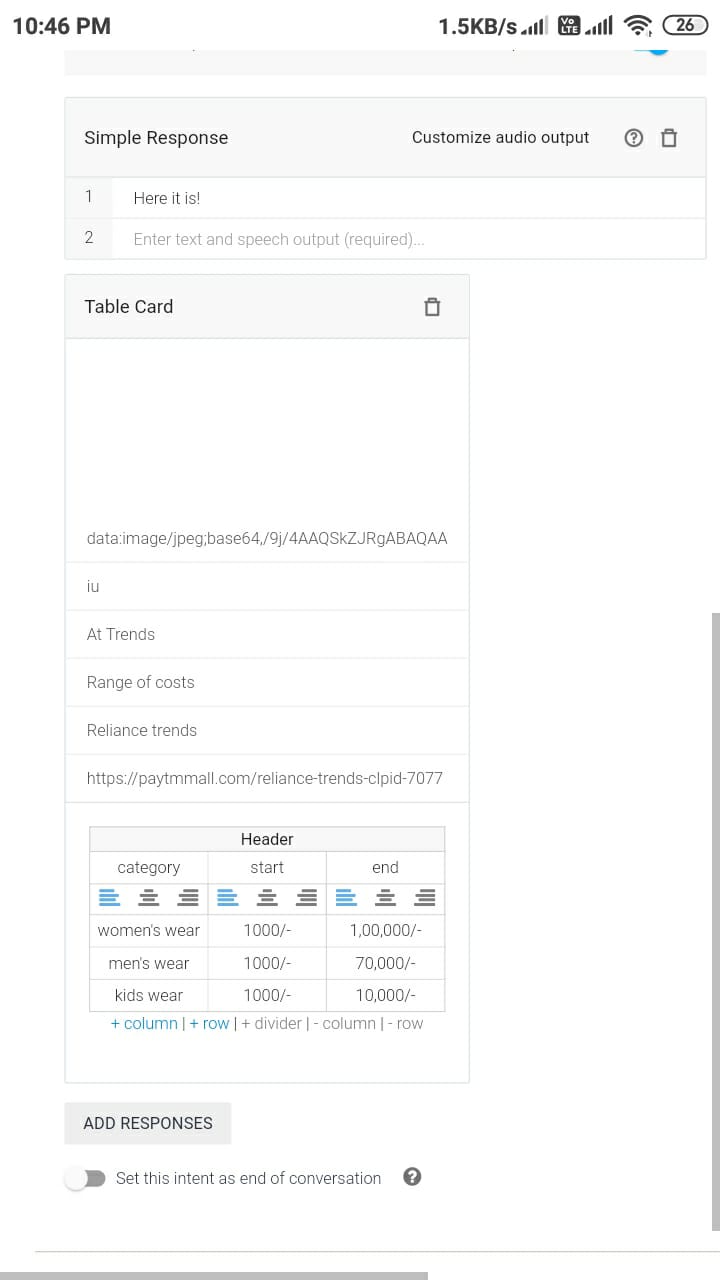 10:46 PM 1.5KB/s Vo LTE 26
Simple Response Customize audio output
1 Here it is!
2 Enter text and speech output (required)...
Table Card
data:image/jpeg;base64,/9j/4AAQSkZJRgABAQAA
iu
At Trends
Range of costs
Reliance trends
https://paytmmall.com/reliance-trends-clpid-7077
Header
category start end
women's wear 1000/- 1,00,000/-
men's wear 1000/- 70,000/-
kids wear 1000/- 10,000/-
+ column | + row | + divider | - column | - row
ADD RESPONSES
Set this intent as end of conversation